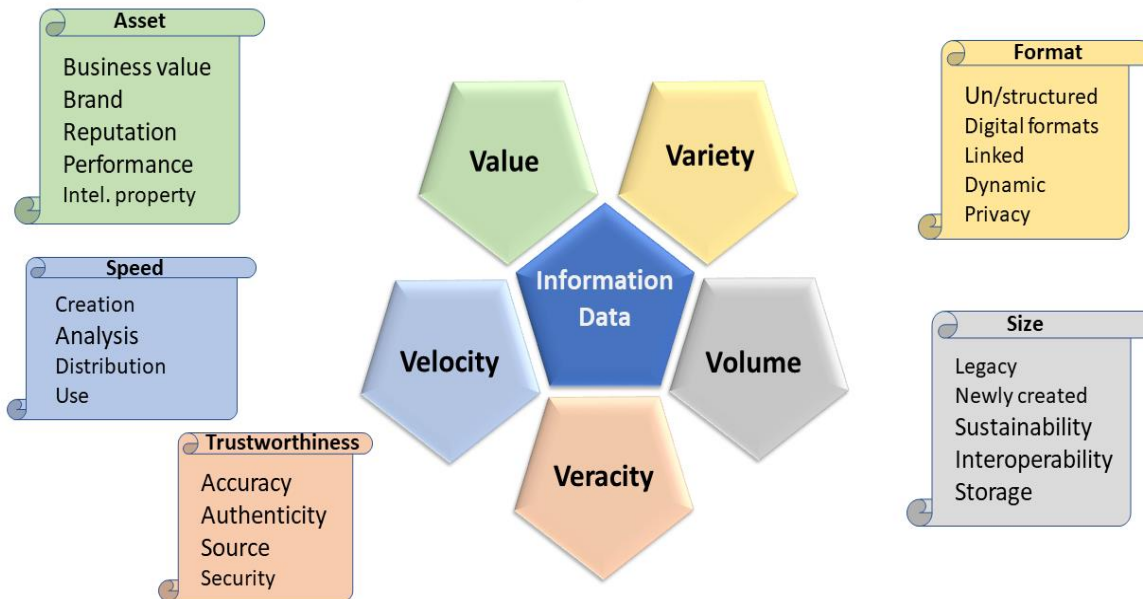 Asset
Business value
Brand
Reputation
Performance
Intel. property
Speed
Creation
Analysis
Distribution
Use
Trustworthiness
Accuracy
Authenticity
Source
Security
Value
Variety
Information
Data
Velocity
Volume
Veracity
Format
Un/structured
Digital formats
Linked
Dynamic
Privacy
Size
Legacy
Newly created
Sustainability
Interoperability
Storage